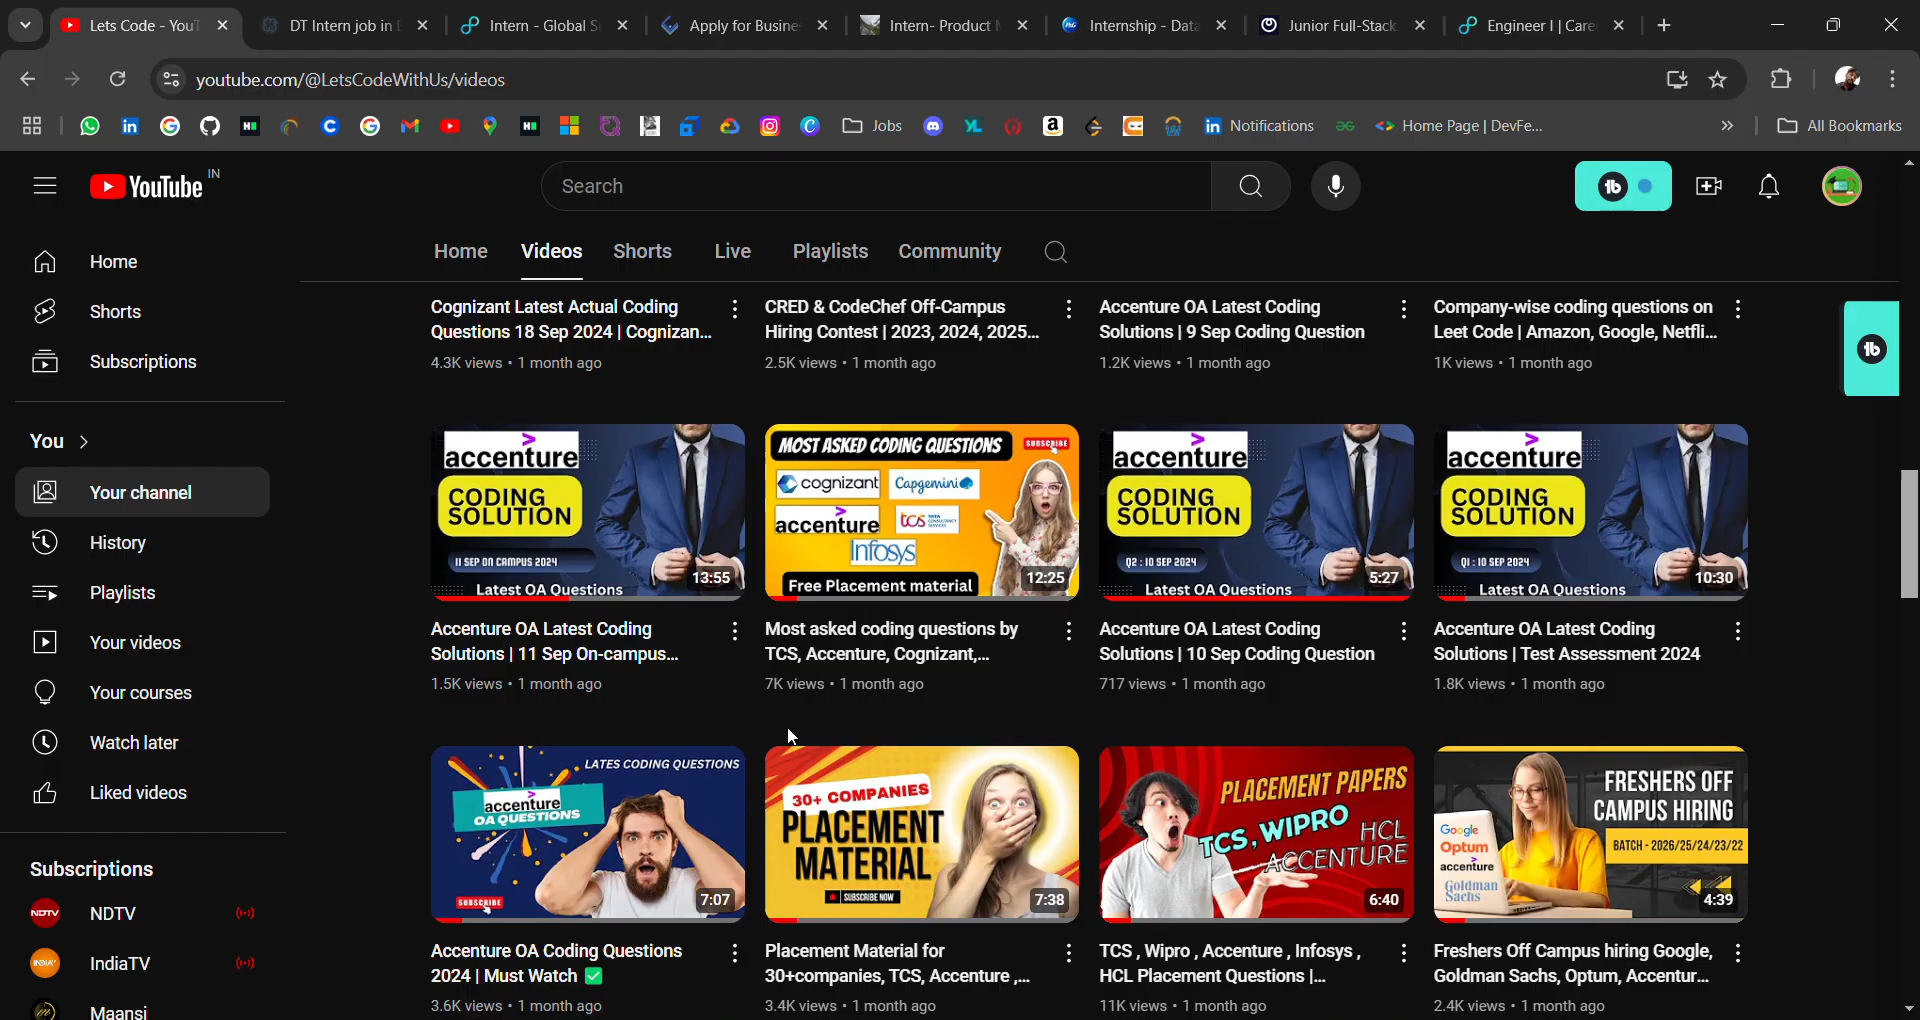 Lets Code - YouT
DT Intern job in
Intern - Global S
Apply for Busine
Intern- Product
Internship - Data
Junior Full-Stack
Engineer I | Care
youtube.com/@LetsCodeWithUs/videos
Jobs
Notifications
Home Page | DevFe...
All Bookmarks
YouTube IN
Search
Home
Videos
Shorts
Live
Playlists
Community
Home
Shorts
Subscriptions
You
Your channel
History
Playlists
Your videos
Your courses
Watch later
Liked videos
Subscriptions
NDTV
IndiaTV
Maansi
Cognizant Latest Actual Coding
Questions 18 Sep 2024 | Cognizan...
4.3K views • 1 month ago
CRED & CodeChef Off-Campus
Hiring Contest | 2023, 2024, 2025...
2.5K views • 1 month ago
Accenture OA Latest Coding
Solutions | 9 Sep Coding Question
1.2K views • 1 month ago
Company-wise coding questions on
Leet Code | Amazon, Google, Netfli...
1K views • 1 month ago
accenture
CODING
SOLUTION
11 SEP ON CAMPUS 2024
Latest OA Questions
13:55
Accenture OA Latest Coding
Solutions | 11 Sep On-campus...
1.5K views • 1 month ago
MOST ASKED CODING QUESTIONS
SUBSCRIBE
cognizant
Capgemini
accenture
tcs TATA CONSULTANCY SERVICES
Infosys
Free Placement material
12:25
Most asked coding questions by
TCS, Accenture, Cognizant,...
7K views • 1 month ago
accenture
CODING
SOLUTION
Q2 : 10 SEP 2024
Latest OA Questions
5:27
Accenture OA Latest Coding
Solutions | 10 Sep Coding Question
717 views • 1 month ago
accenture
CODING
SOLUTION
Q1 : 10 SEP 2024
Latest OA Questions
10:30
Accenture OA Latest Coding
Solutions | Test Assessment 2024
1.8K views • 1 month ago
LATES CODING QUESTIONS
accenture
OA QUESTIONS
SUBSCRIBE
7:07
Accenture OA Coding Questions
2024 | Must Watch ✅
3.6K views • 1 month ago
30+ COMPANIES
PLACEMENT
MATERIAL
SUBSCRIBE NOW
7:38
Placement Material for
30+companies, TCS, Accenture ,...
3.4K views • 1 month ago
PLACEMENT PAPERS
TCS, WIPRO
HCL
ACCENTURE
6:40
TCS , Wipro , Accenture , Infosys ,
HCL Placement Questions |...
11K views • 1 month ago
FRESHERS OFF
CAMPUS HIRING
BATCH - 2026/25/24/23/22
Google
Optum
accenture
Goldman
Sachs
4:39
Freshers Off Campus hiring Google,
Goldman Sachs, Optum, Accentur...
2.4K views • 1 month ago